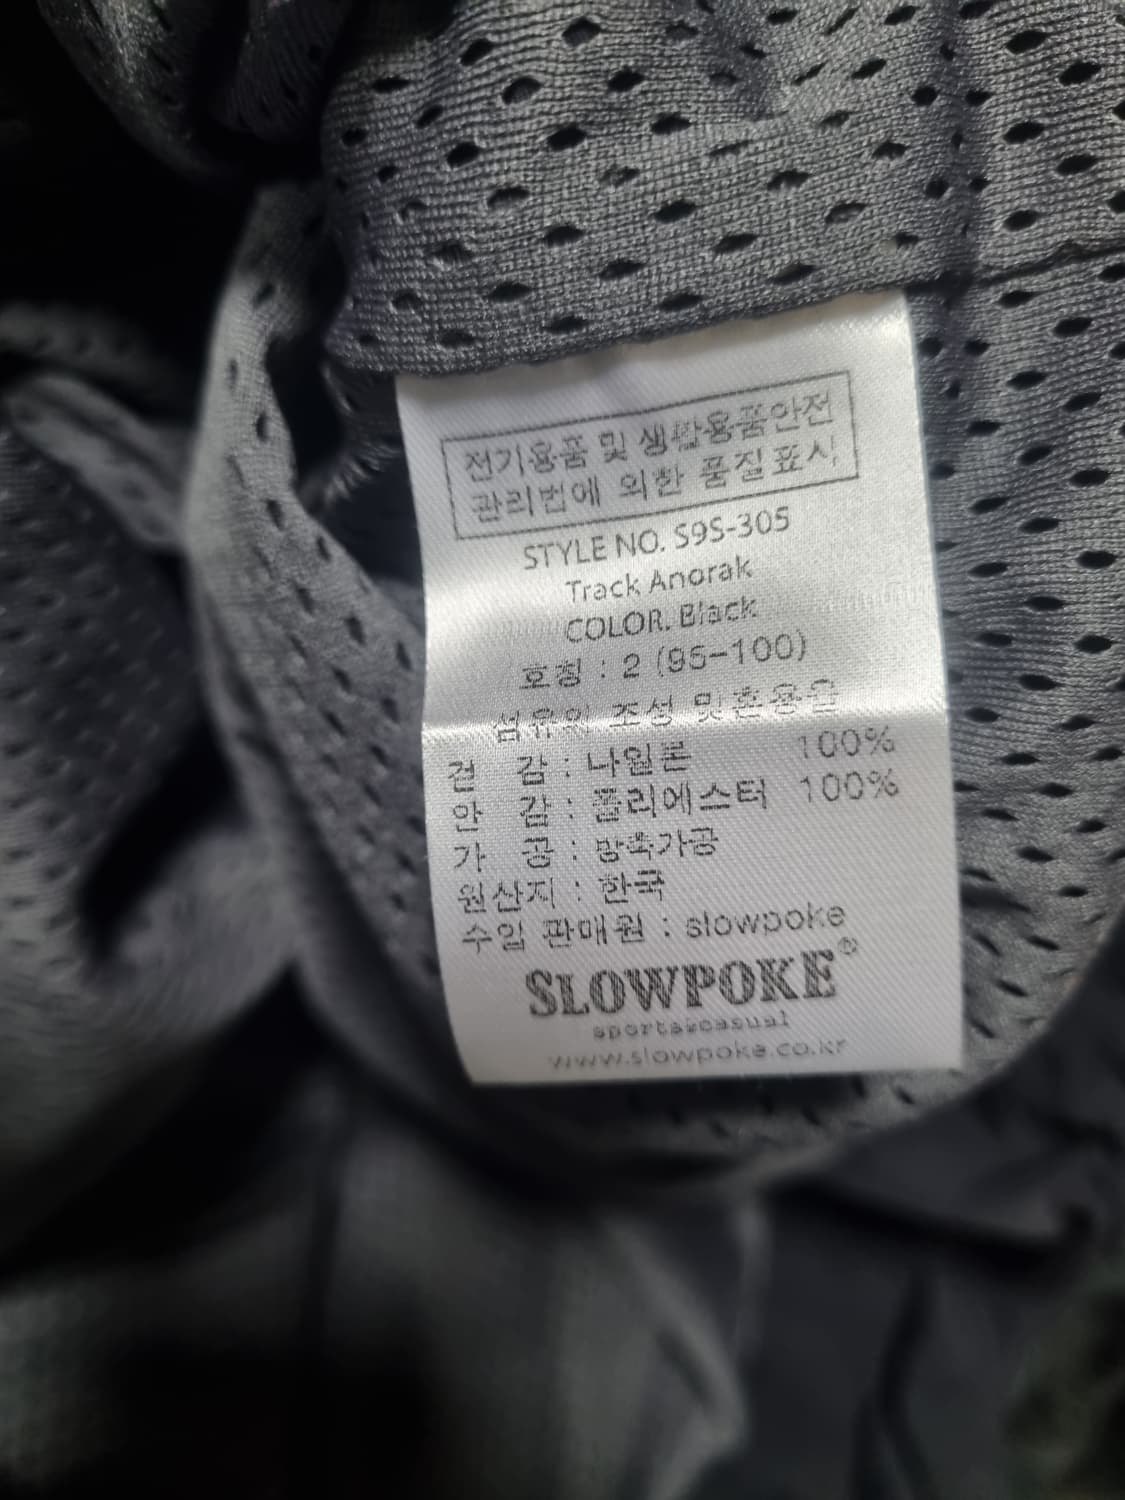 전기용품 및 생활용품안전
관리법에 의한 품질표시
STYLE NO. S9S-305
Track Anorak
COLOR. Black
호칭 : 2 (95-100)
섬유의 조성 및혼용율
겉 감 : 나일론 100%
안 감 : 폴리에스터 100%
가 공 : 망축가공
원산지 : 한국
수입 판매원 : slowpoke
SLOWPOKE®
sports&casual
www.slowpoke.co.kr